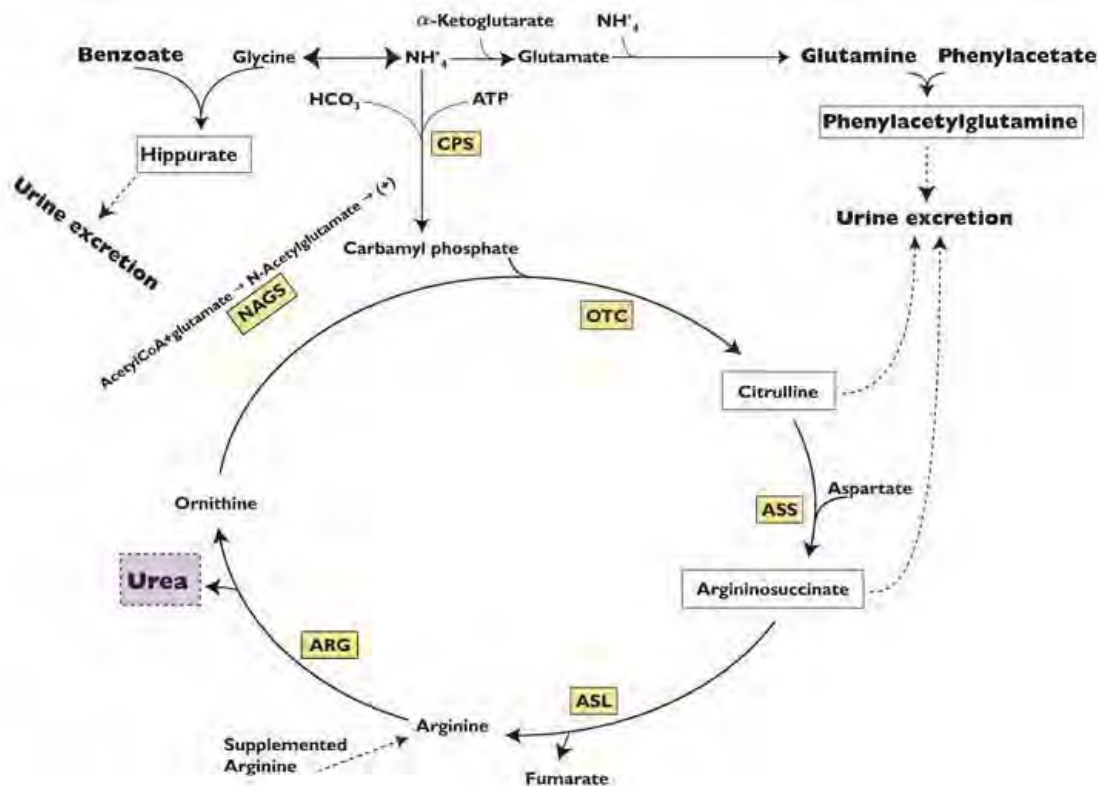 α-Ketoglutarate
NH⁺₄
Benzoate
Glycine
NH⁺₄
Glutamate
Glutamine
Phenylacetate
HCO₃
ATP
Phenylacetylglutamine
CPS
Hippurate
Urine excretion
Urine excretion
AcetylCoA+glutamate → N-Acetylglutamate → (+)
NAGS
Carbamyl phosphate
OTC
Citrulline
Ornithine
Aspartate
ASS
Urea
Argininosuccinate
ARG
ASL
Arginine
Supplemented
Arginine
Fumarate